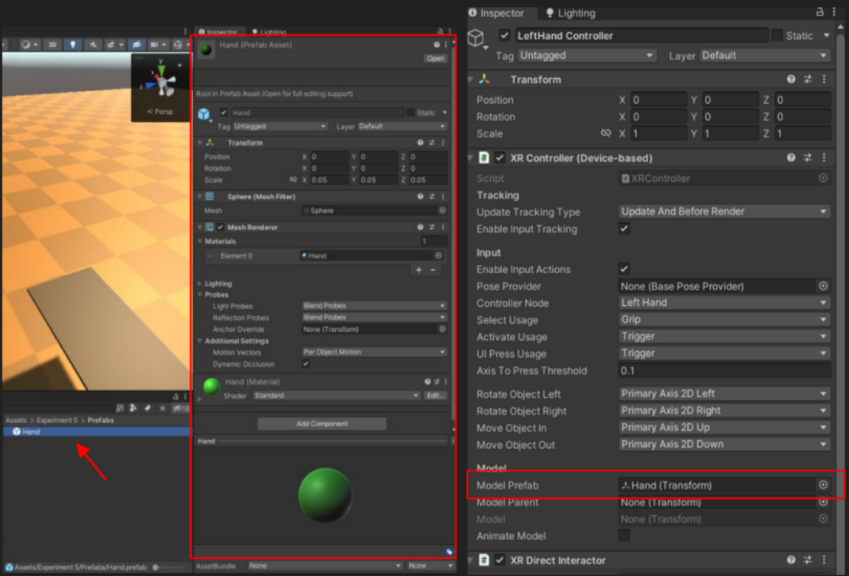 Persp
Assets > Experiment 5 > Prefabs
Hand
Assets/Experiment 5/Prefabs/Hand.prefab
Inspector Lighting
Hand (Prefab Asset)
Open
Root in Prefab Asset (Open for full editing support)
Hand Static
Tag Untagged Layer Default
Transform
Position X 0 Y 0 Z 0
Rotation X 0 Y 0 Z 0
Scale X 0.05 Y 0.05 Z 0.05
Sphere (Mesh Filter)
Mesh Sphere
Mesh Renderer
Materials 1
Element 0 Hand
Lighting
Probes
Light Probes Blend Probes
Reflection Probes Blend Probes
Anchor Override None (Transform)
Additional Settings
Motion Vectors Per Object Motion
Dynamic Occlusion
Hand (Material)
Shader Standard Edit...
Add Component
Hand
AssetBundle None None
Inspector Lighting
LeftHand Controller Static
Tag Untagged Layer Default
Transform
Position X 0 Y 0 Z 0
Rotation X 0 Y 0 Z 0
Scale X 1 Y 1 Z 1
XR Controller (Device-based)
Script XRController
Tracking
Update Tracking Type Update And Before Render
Enable Input Tracking
Input
Enable Input Actions
Pose Provider None (Base Pose Provider)
Controller Node Left Hand
Select Usage Grip
Activate Usage Trigger
UI Press Usage Trigger
Axis To Press Threshold 0.1
Rotate Object Left Primary Axis 2D Left
Rotate Object Right Primary Axis 2D Right
Move Object In Primary Axis 2D Up
Move Object Out Primary Axis 2D Down
Model
Model Prefab Hand (Transform)
Model Parent None (Transform)
Model None (Transform)
Animate Model
XR Direct Interactor